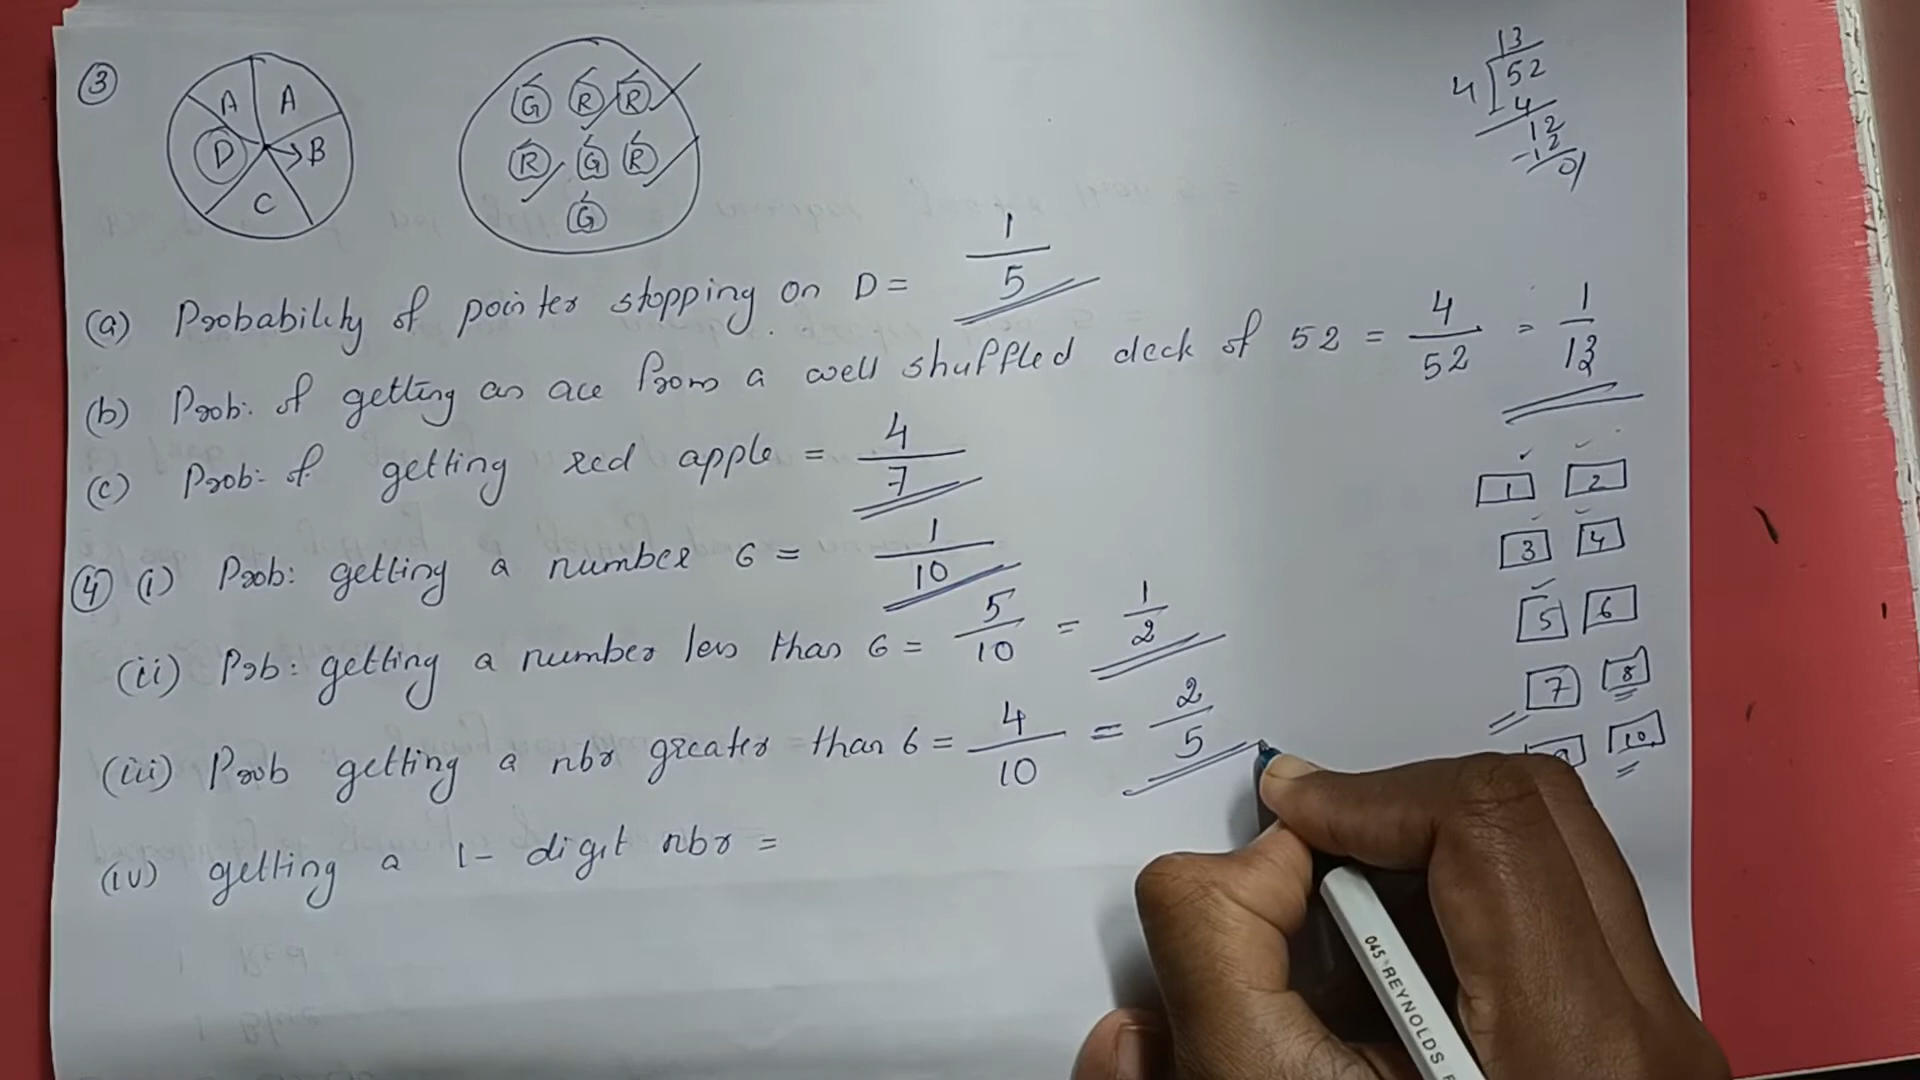 3
A A
D B
C
G R R
R G R
G
(a) Probability of pointer stopping on D = 1/5
(b) Prob: of getting an ace from a well shuffled deck of 52 = 4/52 = 1/13
(c) Prob: of getting red apple = 4/7
4 (i) Prob: getting a number 6 = 1/10
(ii) Prb: getting a number less than 6 = 5/10 = 1/2
(iii) Prob getting a nbr greater than 6 = 4/10 = 2/5
(iv) getting a 1- digit nbr =
13
4 52
4
12
-12
0
1 2
3 4
5 6
7 8
9 10
045 REYNOLDS